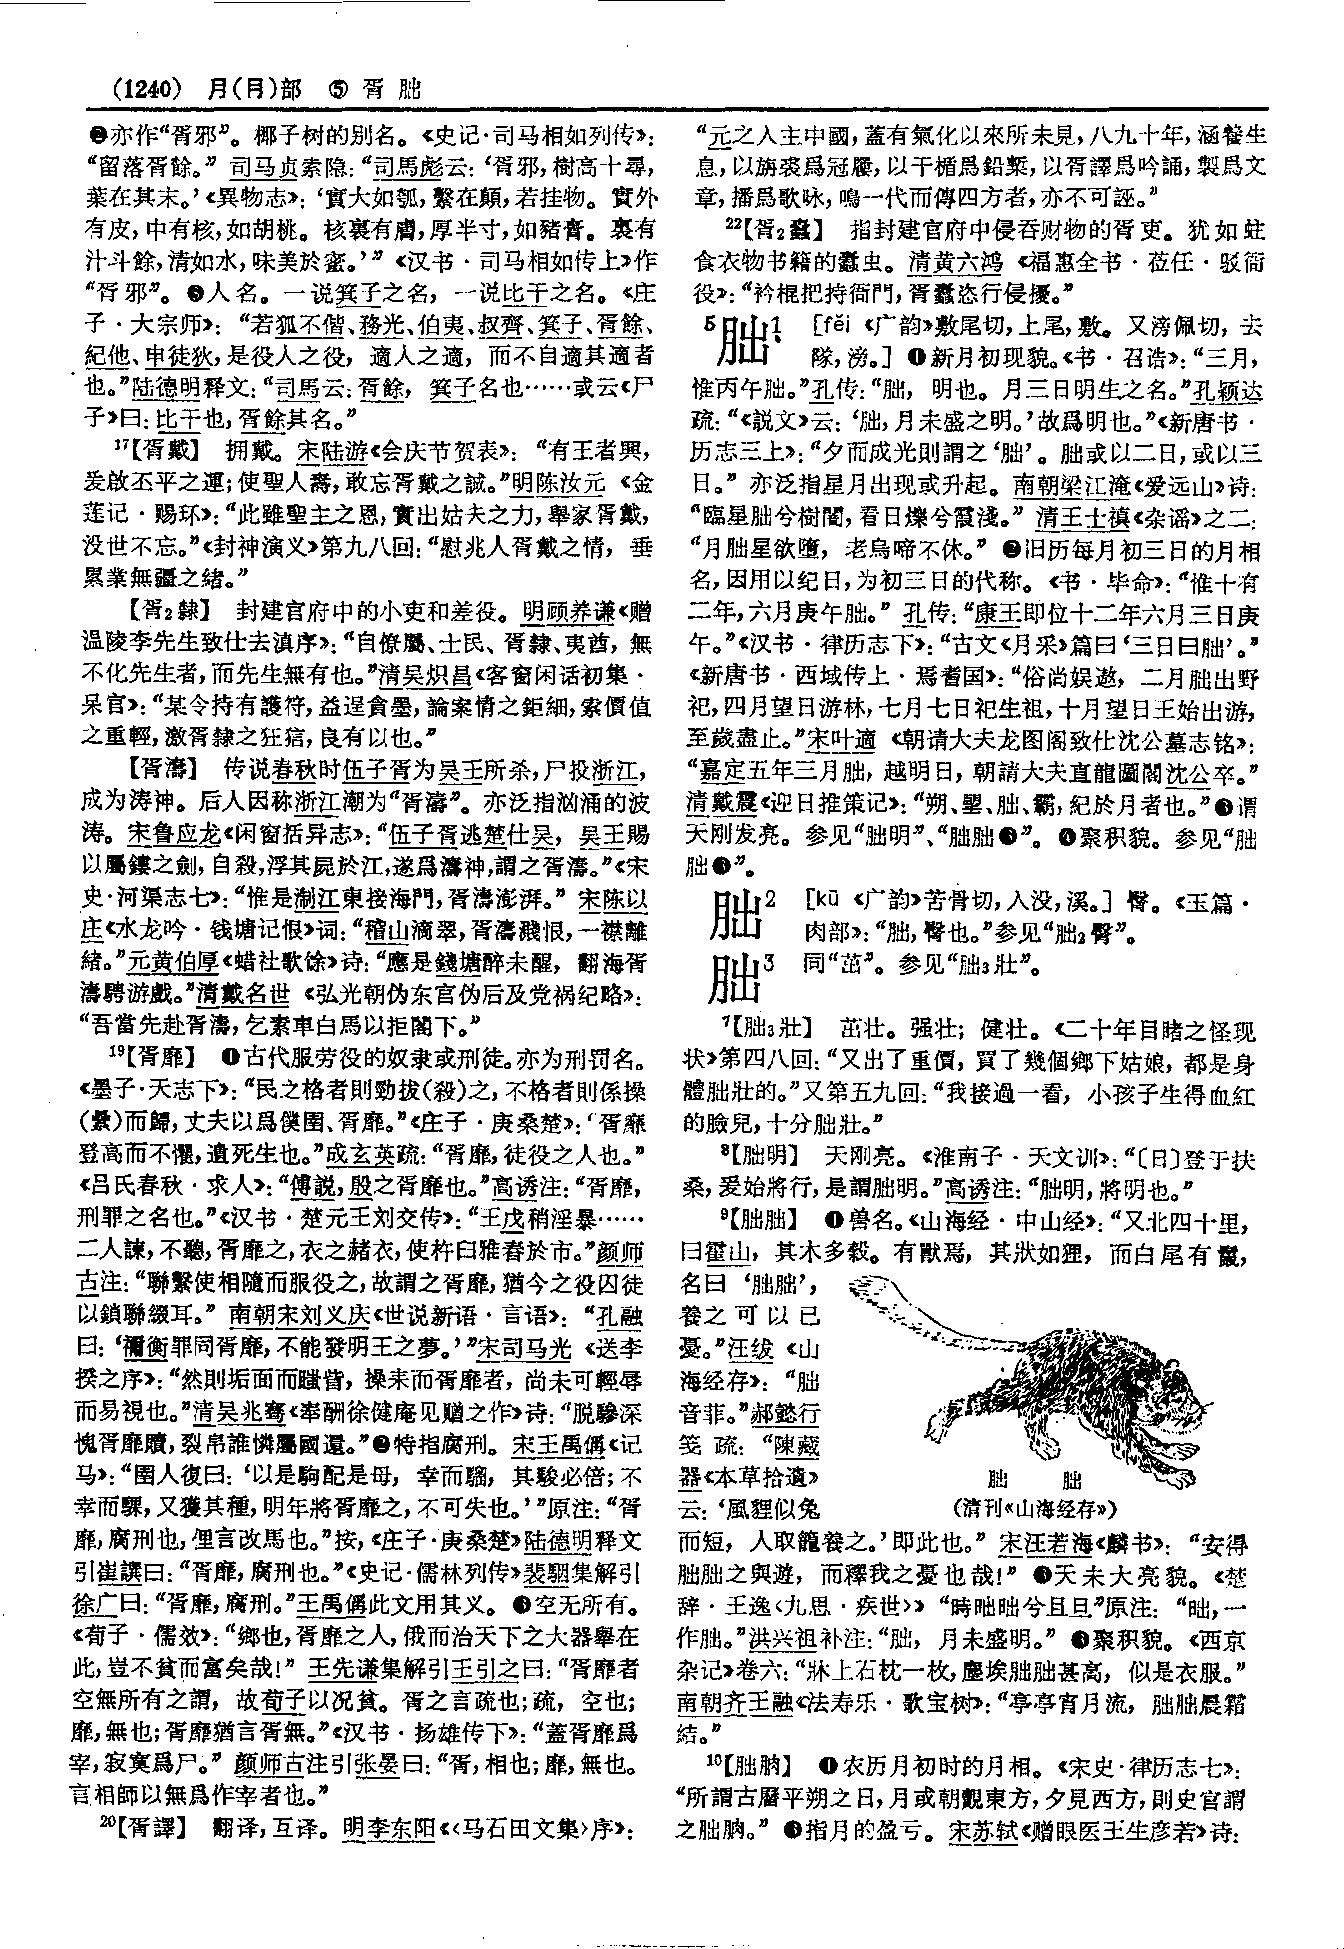 (1240) 月(⺼)部 ⑤ 胥 朏
❷亦作“胥邪”。椰子树的别名。《史记·司马相如列传》：
“留落胥餘。”司马贞索隐：“司馬彪云：‘胥邪，樹高十尋，
葉在其末。’《異物志》：‘實大如瓠，繫在顛，若挂物。實外
有皮，中有核，如胡桃。核裏有膚，厚半寸，如豬膏。裏有
汁斗餘，清如水，味美於蜜。’”《汉书·司马相如传上》作
“胥邪”。❸人名。一说箕子之名，一说比干之名。《庄
子·大宗师》：“若狐不偕、務光、伯夷、叔齊、箕子、胥餘、
紀他、申徒狄，是役人之役，適人之適，而不自適其適者
也。”陆德明释文：“司馬云：胥餘，箕子名也……或云《尸
子》曰：比干也，胥餘其名。”
17【胥戴】 拥戴。宋陆游《会庆节贺表》：“有王者興，
爰啟丕平之運；使聖人壽，敢忘胥戴之誠。”明陈汝元《金
莲记·赐环》：“此雖聖主之恩，實出姑夫之力，舉家胥戴，
没世不忘。”《封神演义》第九八回：“慰兆人胥戴之情，垂
累業無疆之緒。”
【胥2隸】 封建官府中的小吏和差役。明顾养谦《赠
温陵李先生致仕去滇序》：“自僚屬、士民、胥隸、夷酋，無
不化先生者，而先生無有也。”清吴炽昌《客窗闲话初集·
吴官》：“某令持有護符，益逞貪墨，論案情之鉅細，索價值
之重輕，激胥隸之狂痞，良有以也。”
【胥濤】 传说春秋时伍子胥为吴王所杀，尸投浙江，
成为涛神。后人因称浙江潮为“胥濤”。亦泛指汹涌的波
涛。宋鲁应龙《闲窗括异志》：“伍子胥逃楚仕吴，吴王賜
以屬鏤之劍，自殺，浮其屍於江，遂爲濤神，謂之胥濤。”《宋
史·河渠志七》：“惟是淛江東接海門，胥濤澎湃。”宋陈以
庄《水龙吟·钱塘记恨》词：“稽山滴翠，胥濤濺恨，一襟離
緒。”元黄伯厚《蜡社歌馀》诗：“應是錢塘醉未醒，翻海胥
濤聘游戲。”清戴名世《弘光朝伪东宫伪后及党祸纪略》：
“吾當先赴胥濤，乞素車白馬以拒閣下。”
19【胥靡】 ❶古代服劳役的奴隶或刑徒。亦为刑罚名。
《墨子·天志下》：“民之格者則勁拔(殺)之，不格者則係操
(纍)而歸，丈夫以爲僕圉、胥靡。”《庄子·庚桑楚》：‘胥靡
登高而不懼，遺死生也。”成玄英疏：“胥靡，徒役之人也。”
《吕氏春秋·求人》：“傅説，殷之胥靡也。”高诱注：“胥靡，
刑罪之名也。”《汉书·楚元王刘交传》：“王戊稍淫暴……
二人諫，不聽，胥靡之，衣之赭衣，使杵臼雅舂於市。”颜师
古注：“聯繫使相隨而服役之，故謂之胥靡，猶今之役囚徒
以鎖聯綴耳。”南朝宋刘义庆《世说新语·言语》：“孔融
曰：‘禰衡罪同胥靡，不能發明王之夢。’”宋司马光《送李
揆之序》：“然則垢面而蠟眥，操耒而胥靡者，尚未可輕辱
而易視也。”清吴兆骞《奉酬徐健庵见赠之作》诗：“脱驂深
愧胥靡贖，裂帛誰憐屬國還。”❷特指腐刑。宋王禹偁《记
马》：“圉人復曰：‘以是駒配是母，幸而騮，其駿必倍；不
幸而騍，又獲其種，明年將胥靡之，不可失也。’”原注：“胥
靡，腐刑也，俚言改馬也。”按，《庄子·庚桑楚》陆德明释文
引崔譔曰：“胥靡，腐刑也。”《史记·儒林列传》裴駰集解引
徐广曰：“胥靡，腐刑。”王禹偁此文用其义。❸空无所有。
《荀子·儒效》：“鄉也，胥靡之人，俄而治天下之大器舉在
此，豈不貧而富矣哉!”王先谦集解引王引之曰：“胥靡者
空無所有之謂，故荀子以況貧。胥之言疏也；疏，空也；
靡，無也；胥靡猶言胥無。”《汉书·扬雄传下》：“蓋胥靡爲
宰，寂寞爲尸。”颜师古注引张晏曰：“胥，相也；靡，無也。
言相師以無爲作宰者也。”
20【胥譯】 翻译，互译。明李东阳《〈马石田文集〉序》：
“元之入主中國，蓋有氣化以來所未見，八九十年，涵養生
息，以旃裘爲冠履，以干楯爲鉛槧，以胥譯爲吟誦，製爲文
章，播爲歌咏，鳴一代而傳四方者，亦不可誣。”
22【胥2蠹】 指封建官府中侵吞财物的胥吏。犹如蛀
食衣物书籍的蠹虫。清黄六鸿《福惠全书·莅任·驳衙
役》：“衿棍把持衙門，胥蠹恣行侵擾。”
5朏1 [fěi《广韵》敷尾切，上尾，敷。又滂佩切，去
隊，滂。]❶新月初现貌。《书·召诰》：“三月，
惟丙午朏。”孔传：“朏，明也。月三日明生之名。”孔颖达
疏：“《説文》云：‘朏，月未盛之明。’故爲明也。”《新唐书·
历志三上》：“夕而成光則謂之‘朏’。朏或以二日，或以三
日。”亦泛指星月出现或升起。南朝梁江淹《爱远山》诗：
“臨星朏兮樹闇，看日爍兮霞淺。”清王士禛《杂谣》之二：
“月朏星欲墮，老烏啼不休。”❷旧历每月初三日的月相
名，因用以纪日，为初三日的代称。《书·毕命》：“惟十有
二年，六月庚午朏。”孔传：“康王即位十二年六月三日庚
午。”《汉书·律历志下》：“古文《月采》篇曰‘三日曰朏’。”
《新唐书·西域传上·焉耆国》：“俗尚娱遨，二月朏出野
祀，四月望日游林，七月七日祀生祖，十月望日王始出游，
至歲盡止。”宋叶適《朝请大夫龙图阁致仕沈公墓志铭》：
“嘉定五年三月朏，越明日，朝請大夫直龍圖閣沈公卒。”
清戴震《迎日推策记》：“朔、朢、朏、霸，紀於月者也。”❸谓
天刚发亮。参见“朏明”、“朏朏❷”。❹聚积貌。参见“朏
朏❸”。
朏2 [kū《广韵》苦骨切，入没，溪。]臀。《玉篇·
肉部》：“朏，臀也。”参见“朏2臀”。
朏3 同“茁”。参见“朏3壯”。
7【朏3壯】 茁壮。强壮；健壮。《二十年目睹之怪现
状》第四八回：“又出了重價，買了幾個鄉下姑娘，都是身
體朏壯的。”又第五九回：“我接過一看，小孩子生得血紅
的臉兒，十分朏壯。”
8【朏明】 天刚亮。《淮南子·天文训》：“〔日〕登于扶
桑，爰始將行，是謂朏明。”高诱注：“朏明，將明也。”
9【朏朏】 ❶兽名。《山海经·中山经》：“又北四十里，
曰霍山，其木多榖。有獸焉，其狀如狸，而白尾有鬣，
名曰‘朏朏’，
養之可以已
憂。”汪绂《山
海经存》：“朏
音菲。”郝懿行
笺疏：“陳藏
器《本草拾遺》
云：‘風貍似兔
朏 朏
(清刊《山海经存》)
而短，人取籠養之。’即此也。”宋汪若海《麟书》：“安得
朏朏之與遊，而釋我之憂也哉!”❷天未大亮貌。《楚
辞·王逸〈九思·疾世〉》“時昢昢兮且旦”原注：“昢，一
作朏。”洪兴祖补注：“朏，月未盛明。”❸聚积貌。《西京
杂记》卷六：“牀上石枕一枚，塵埃朏朏甚高，似是衣服。”
南朝齐王融《法寿乐·歌宝树》：“亭亭宵月流，朏朏晨霜
結。”
10【朏朒】 ❶农历月初时的月相。《宋史·律历志七》：
“所謂古曆平朔之日，月或朝覿東方，夕見西方，則史官謂
之朏朒。”❷指月的盈亏。宋苏轼《赠眼医王生彦若》诗：